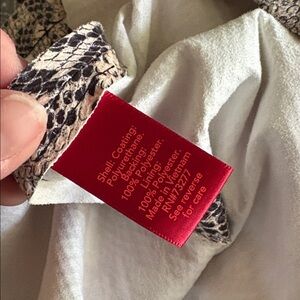 Shell: Coating:
Polyurethane.
Backing:
100% Polyester.
Lining:
100% Polyester.
Made in Vietnam
RN#73277
See reverse
for care